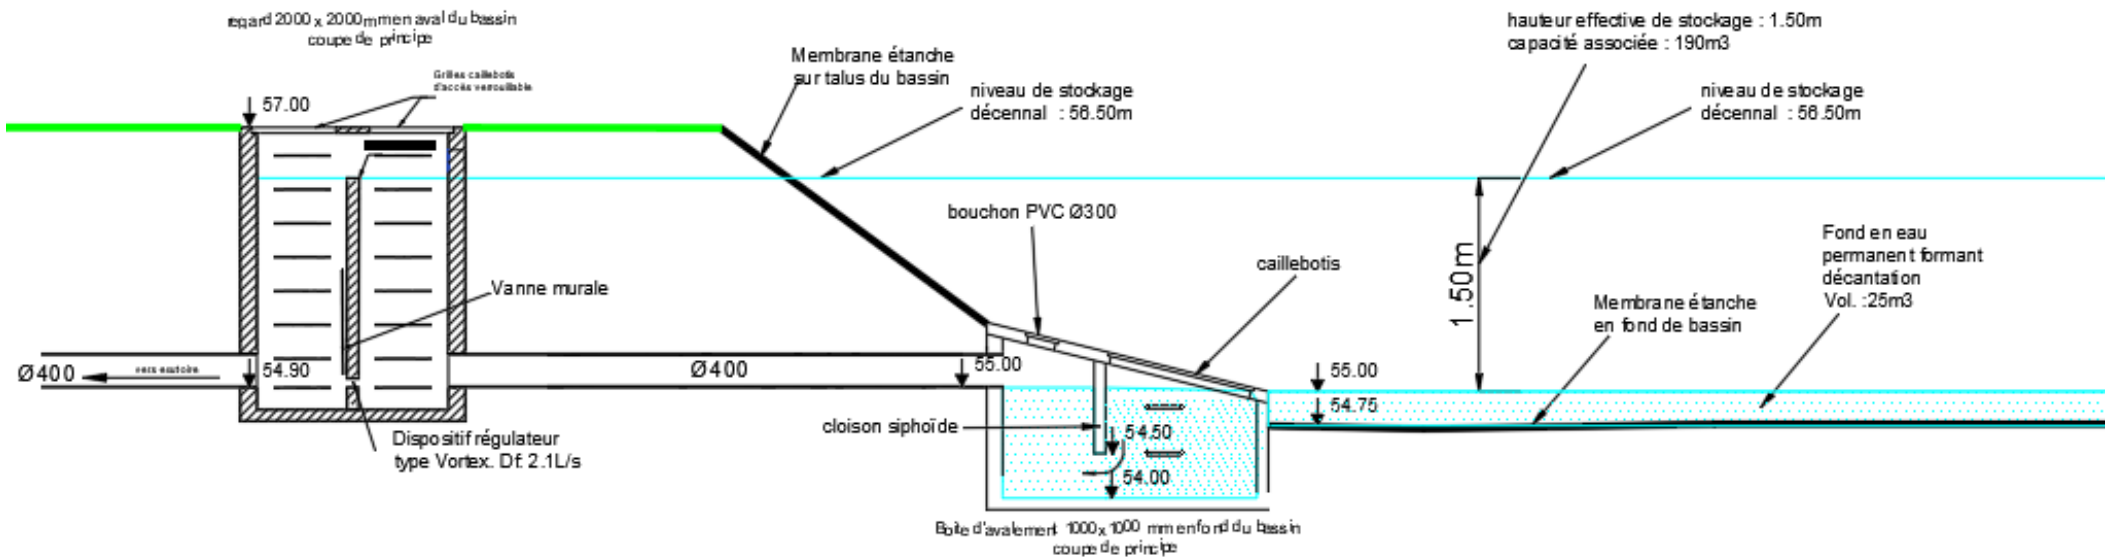 regard 2000 x 2000mm en aval du bassin
coupe de principe
Grilles caillebotis
d'accès verrouillable
57.00
Membrane étanche
sur talus du bassin
niveau de stockage
décennal : 56.50m
hauteur effective de stockage : 1.50m
capacité associée : 190m3
niveau de stockage
décennal : 56.50m
bouchon PVC Ø300
caillebotis
1.50m
Fond en eau
permanent formant
décantation
Vol. :25m3
Vanne murale
Membrane étanche
en fond de bassin
Ø400
vers exutoire
54.90
Ø400
55.00
55.00
54.75
cloison siphoïde
54.50
54.00
Dispositif régulateur
type Vortex. Df: 2.1L/s
Boite d'avalement 1000x1000 mm en fond du bassin
coupe de principe